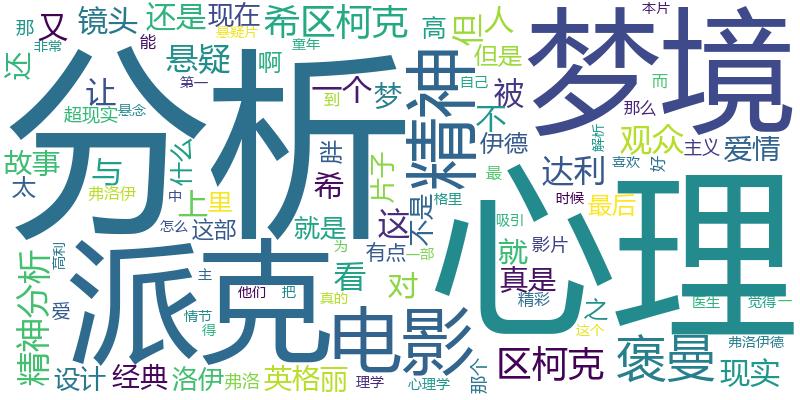 那
又
镜头
还是
现在
希区柯克
高
但
人
本片
非常
能
悬疑片
童年
悬疑
啊
但是
自己
而
还
让
第一
一个
到
梦
被
那么
梦境
分析
精神
超现实
悬念
不
伊德
观众
主义
解析
爱情
故事
与
什么
胜
片子
达利
喜欢
好
太
弗洛伊
中
希
格里
最
时候
最后
上
里
这
不是
心理
怎么
这部
就是
为
吸引
有点
一部
就
影片
精神分析
高利
派克
主
看
对
真是
爱
他们
把
真的
精彩
之
医生
觉得
一
情节
得
电影
这个
弗洛伊德
设计
经典
洛伊
弗洛
英格丽
理学
心理学
那个
区柯克
褒曼
现实